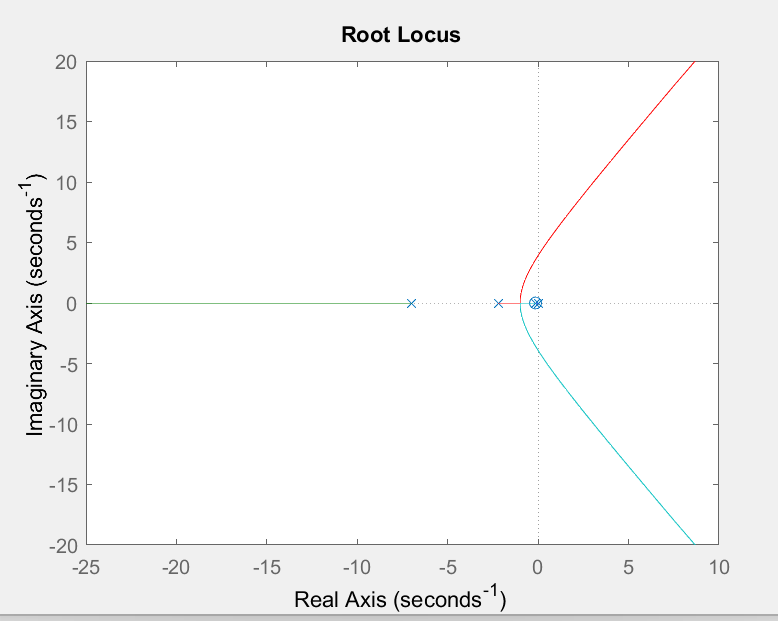 Root Locus
20
15
10
5
0
-5
-10
-15
-20
Imaginary Axis (seconds⁻¹)
-25 -20 -15 -10 -5 0 5 10
Real Axis (seconds⁻¹)